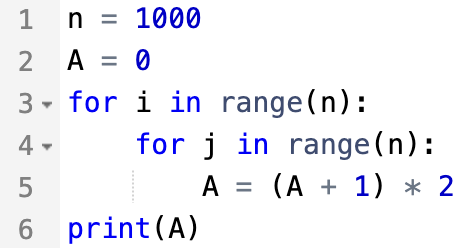 1 n = 1000
2 A = 0
3 for i in range(n):
4     for j in range(n):
5         A = (A + 1) * 2
6 print(A)